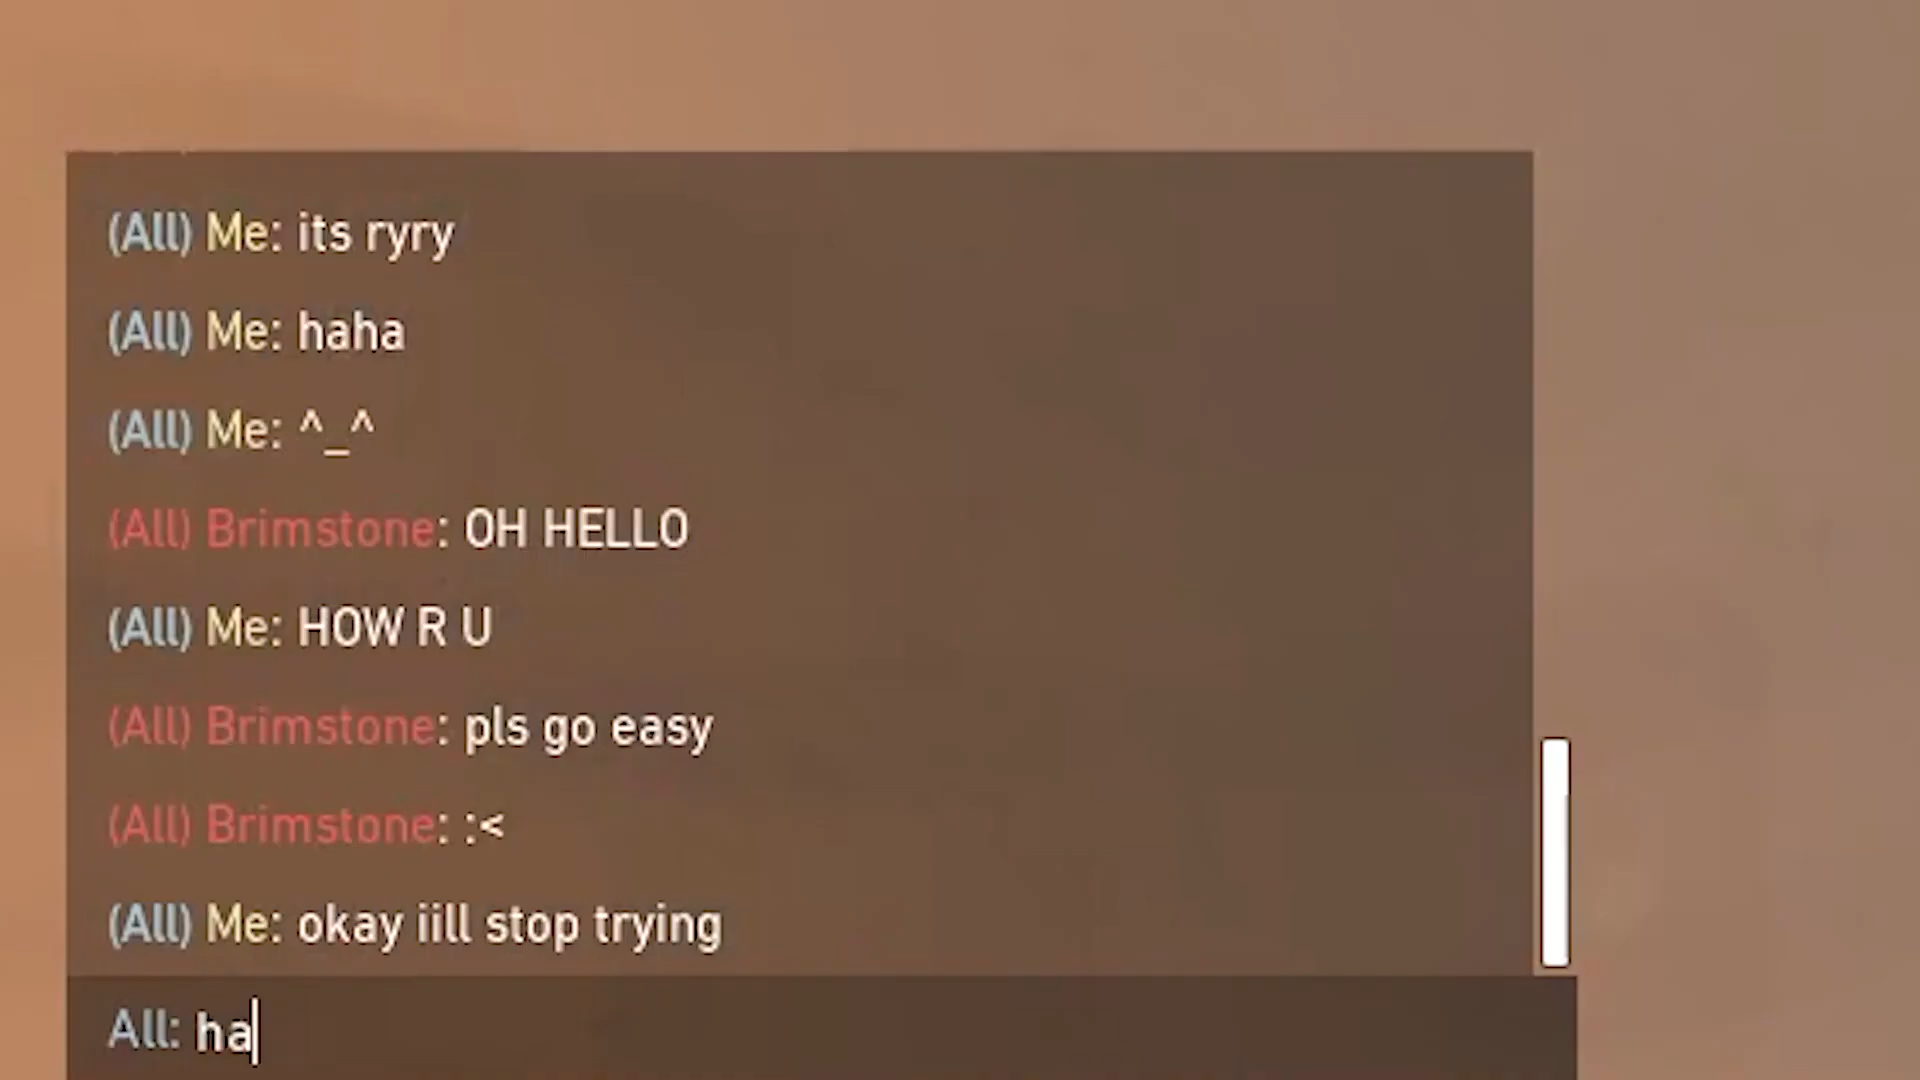 (All) Me: its ryry
(All) Me: haha
(All) Me: ^_^
(All) Brimstone: OH HELLO
(All) Me: HOW R U
(All) Brimstone: pls go easy
(All) Brimstone: :<
(All) Me: okay iill stop trying
All: ha